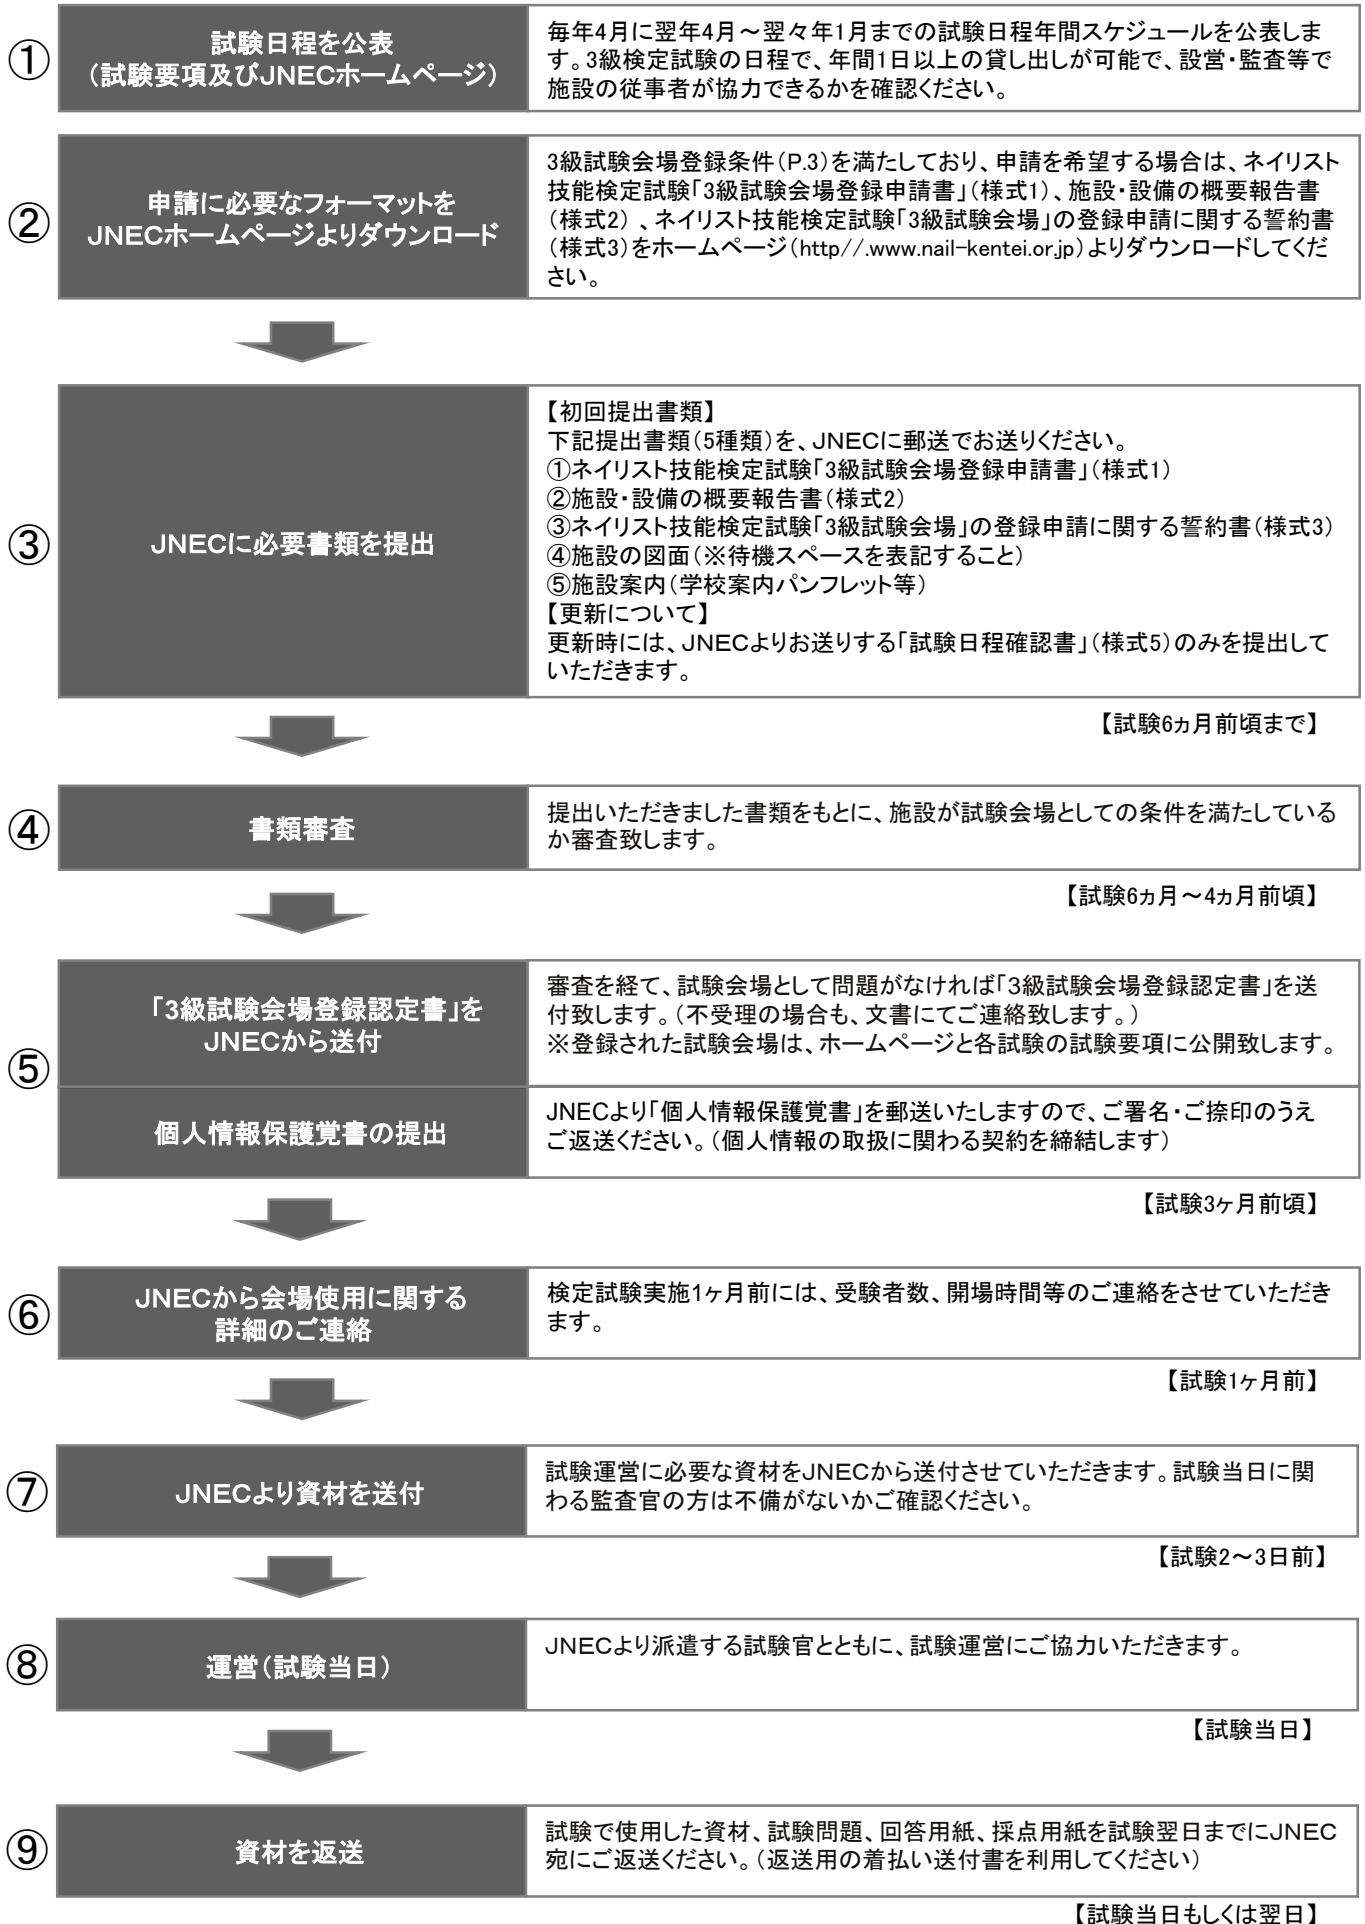 ①
試験日程を公表
（試験要項及びJNECホームページ）
毎年4月に翌年4月～翌々年1月までの試験日程年間スケジュールを公表しま
す。3級検定試験の日程で、年間1日以上の貸し出しが可能で、設営・監査等で
施設の従事者が協力できるかを確認ください。
②
申請に必要なフォーマットを
JNECホームページよりダウンロード
3級試験会場登録条件（P.3）を満たしており、申請を希望する場合は、ネイリスト
技能検定試験「3級試験会場登録申請書」（様式1）、施設・設備の概要報告書
（様式2）、ネイリスト技能検定試験「3級試験会場」の登録申請に関する誓約書
（様式3）をホームページ（http//.www.nail-kentei.or.jp）よりダウンロードしてくだ
さい。
③
JNECに必要書類を提出
【初回提出書類】
下記提出書類（5種類）を、JNECに郵送でお送りください。
①ネイリスト技能検定試験「3級試験会場登録申請書」（様式1）
②施設・設備の概要報告書（様式2）
③ネイリスト技能検定試験「3級試験会場」の登録申請に関する誓約書（様式3）
④施設の図面（※待機スペースを表記すること）
⑤施設案内（学校案内パンフレット等）
【更新について】
更新時には、JNECよりお送りする「試験日程確認書」（様式5）のみを提出して
いただきます。
【試験6ヵ月前頃まで】
④
書類審査
提出いただきました書類をもとに、施設が試験会場としての条件を満たしている
か審査致します。
【試験6ヵ月～4ヵ月前頃】
⑤
「3級試験会場登録認定書」を
JNECから送付
審査を経て、試験会場として問題がなければ「3級試験会場登録認定書」を送
付致します。（不受理の場合も、文書にてご連絡致します。）
※登録された試験会場は、ホームページと各試験の試験要項に公開致します。
個人情報保護覚書の提出
JNECより「個人情報保護覚書」を郵送いたしますので、ご署名・ご捺印のうえ
ご返送ください。（個人情報の取扱に関わる契約を締結します）
【試験3ヶ月前頃】
⑥
JNECから会場使用に関する
詳細のご連絡
検定試験実施1ヶ月前には、受験者数、開場時間等のご連絡をさせていただき
ます。
【試験1ヶ月前】
⑦
JNECより資材を送付
試験運営に必要な資材をJNECから送付させていただきます。試験当日に関
わる監査官の方は不備がないかご確認ください。
【試験2～3日前】
⑧
運営（試験当日）
JNECより派遣する試験官とともに、試験運営にご協力いただきます。
【試験当日】
⑨
資材を返送
試験で使用した資材、試験問題、回答用紙、採点用紙を試験翌日までにJNEC
宛にご返送ください。（返送用の着払い送付書を利用してください）
【試験当日もしくは翌日】